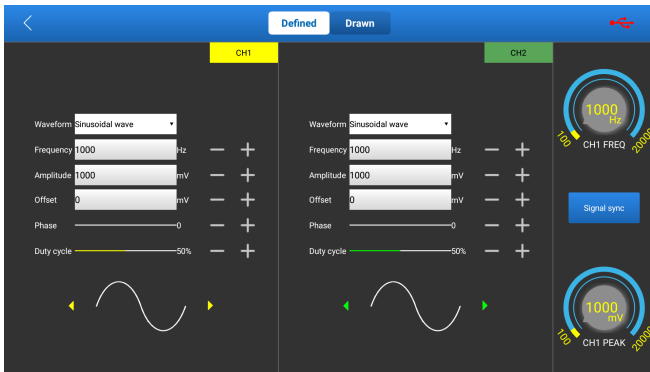 Defined Drawn
CH1
CH2
Waveform Sinusoidal wave
Frequency 1000 Hz
Amplitude 1000 mV
Offset 0 mV
Phase 0
Duty cycle 50%
Waveform Sinusoidal wave
Frequency 1000 Hz
Amplitude 1000 mV
Offset 0 mV
Phase 0
Duty cycle 50%
1000
Hz
100 20000
CH1 FREQ
Signal sync
1000
mV
100
CH1 PEAK